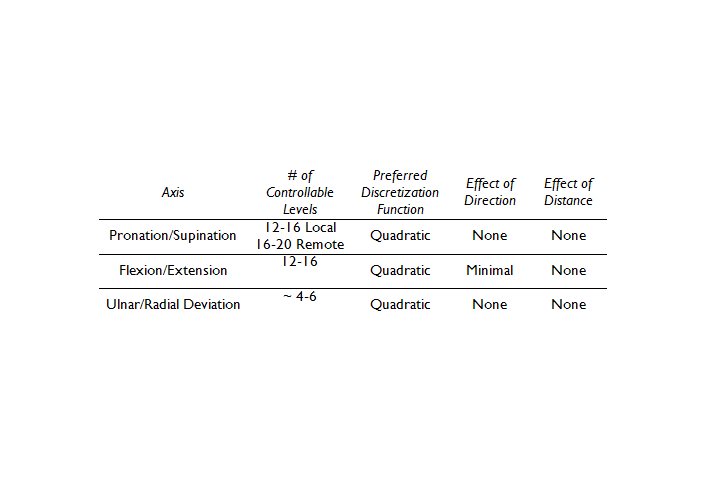 Axis # of Controllable Levels Preferred Discretization Function Effect of Direction Effect of Distance
Pronation/Supination 12-16 Local 16-20 Remote Quadratic None None
Flexion/Extension 12-16 Quadratic Minimal None
Ulnar/Radial Deviation ~ 4-6 Quadratic None None